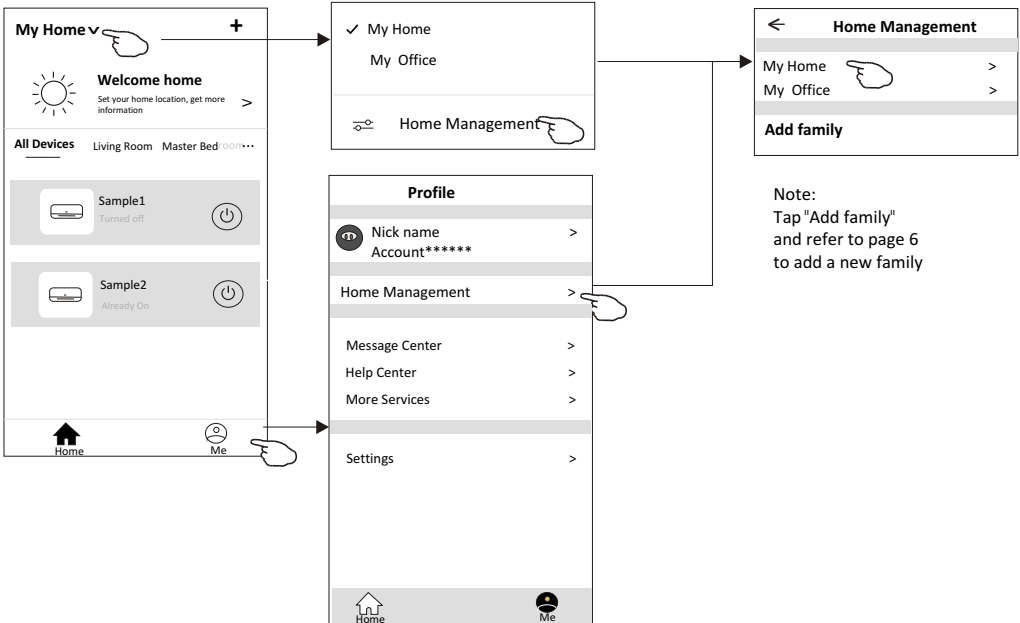 My Home
+
Welcome home
Set your home location, get more
information
>
All Devices
Living Room
Master Bedroom
...
Sample1
Turned off
Sample2
Already On
Home
Me
✓ My Home
My Office
Home Management
Profile
Nick name
>
Account******
Home Management
>
Message Center
>
Help Center
>
More Services
>
Settings
>
Home
Me
Home Management
My Home
>
My Office
>
Add family
Note:
Tap "Add family"
and refer to page 6
to add a new family